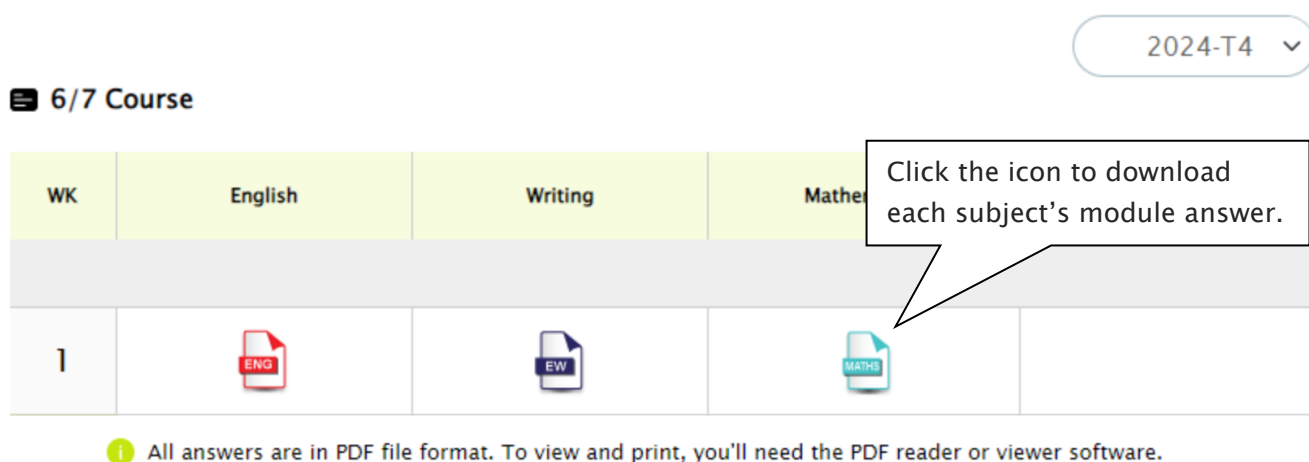 2024-T4
6/7 Course
Click the icon to download
each subject's module answer.
WK English Writing Mather
1 ENG EW MATHS
i All answers are in PDF file format. To view and print, you'll need the PDF reader or viewer software.